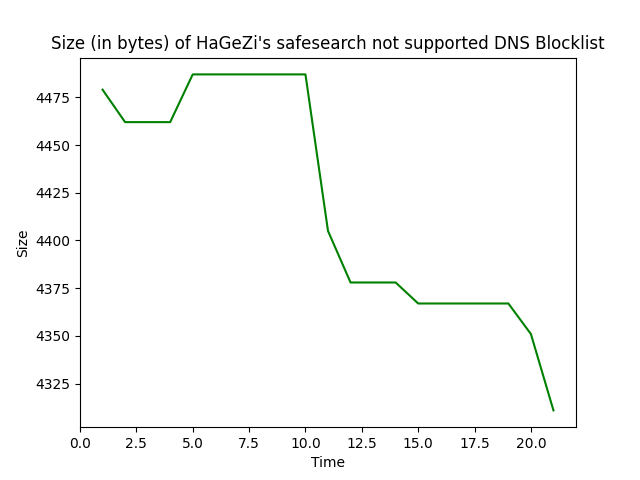 Size (in bytes) of HaGeZi's safesearch not supported DNS Blocklist
4475
4450
4425
4400
4375
4350
4325
Size
0.0 2.5 5.0 7.5 10.0 12.5 15.0 17.5 20.0
Time